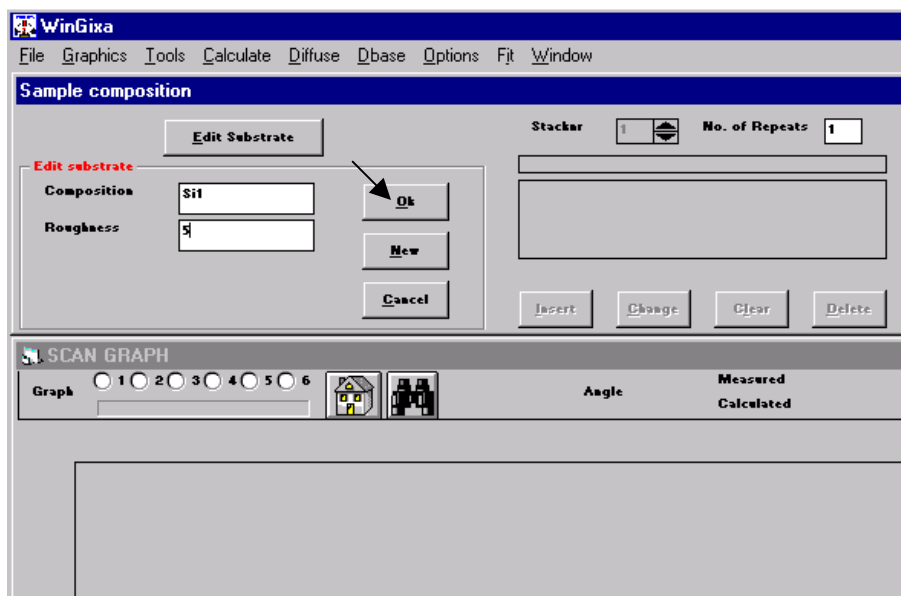 WinGixa
File Graphics Tools Calculate Diffuse Dbase Options Fit Window
Sample composition
Edit Substrate
Stacknr 1 No. of Repeats 1
Edit substrate
Composition Si1 Ok
Roughness 5
New
Cancel
Insert Change Clear Delete
SCAN GRAPH
Graph 1 2 3 4 5 6
Angle
Measured
Calculated